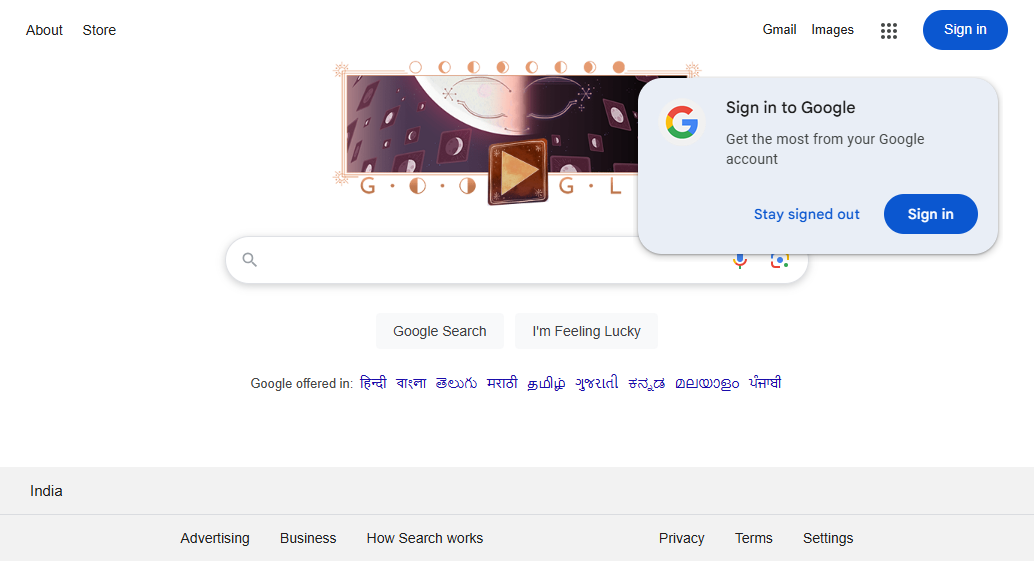 About Store
Gmail Images Sign in
Sign in to Google
Get the most from your Google
account
Stay signed out Sign in
G · · G · L
Google Search I'm Feeling Lucky
Google offered in: हिन्दी বাংলা తెలుగు मराठी தமிழ் ગુજરાતી ಕನ್ನಡ മലയാളം ਪੰਜਾਬੀ
India
Advertising Business How Search works Privacy Terms Settings